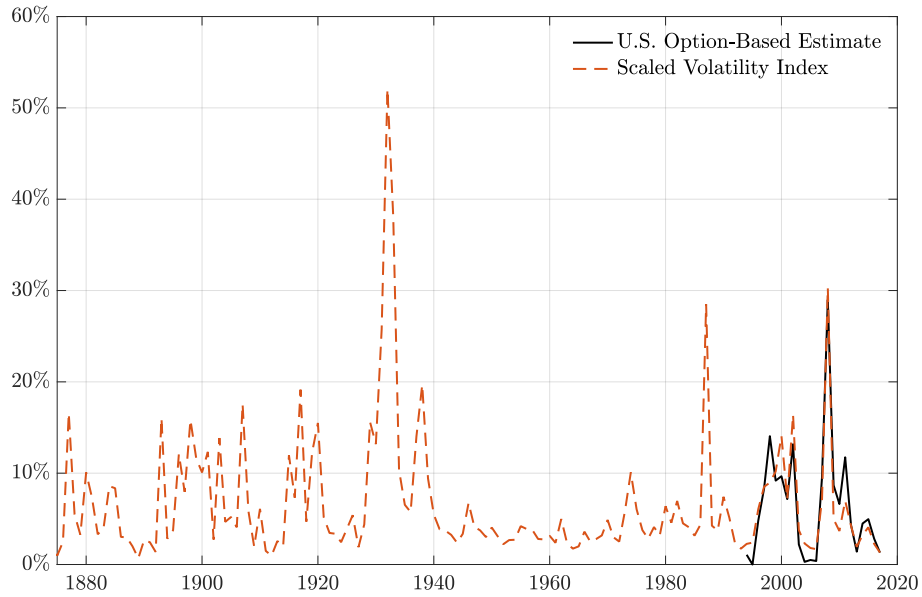 60%
U.S. Option-Based Estimate
Scaled Volatility Index
50%
40%
30%
20%
10%
0%
1880 1900 1920 1940 1960 1980 2000 2020